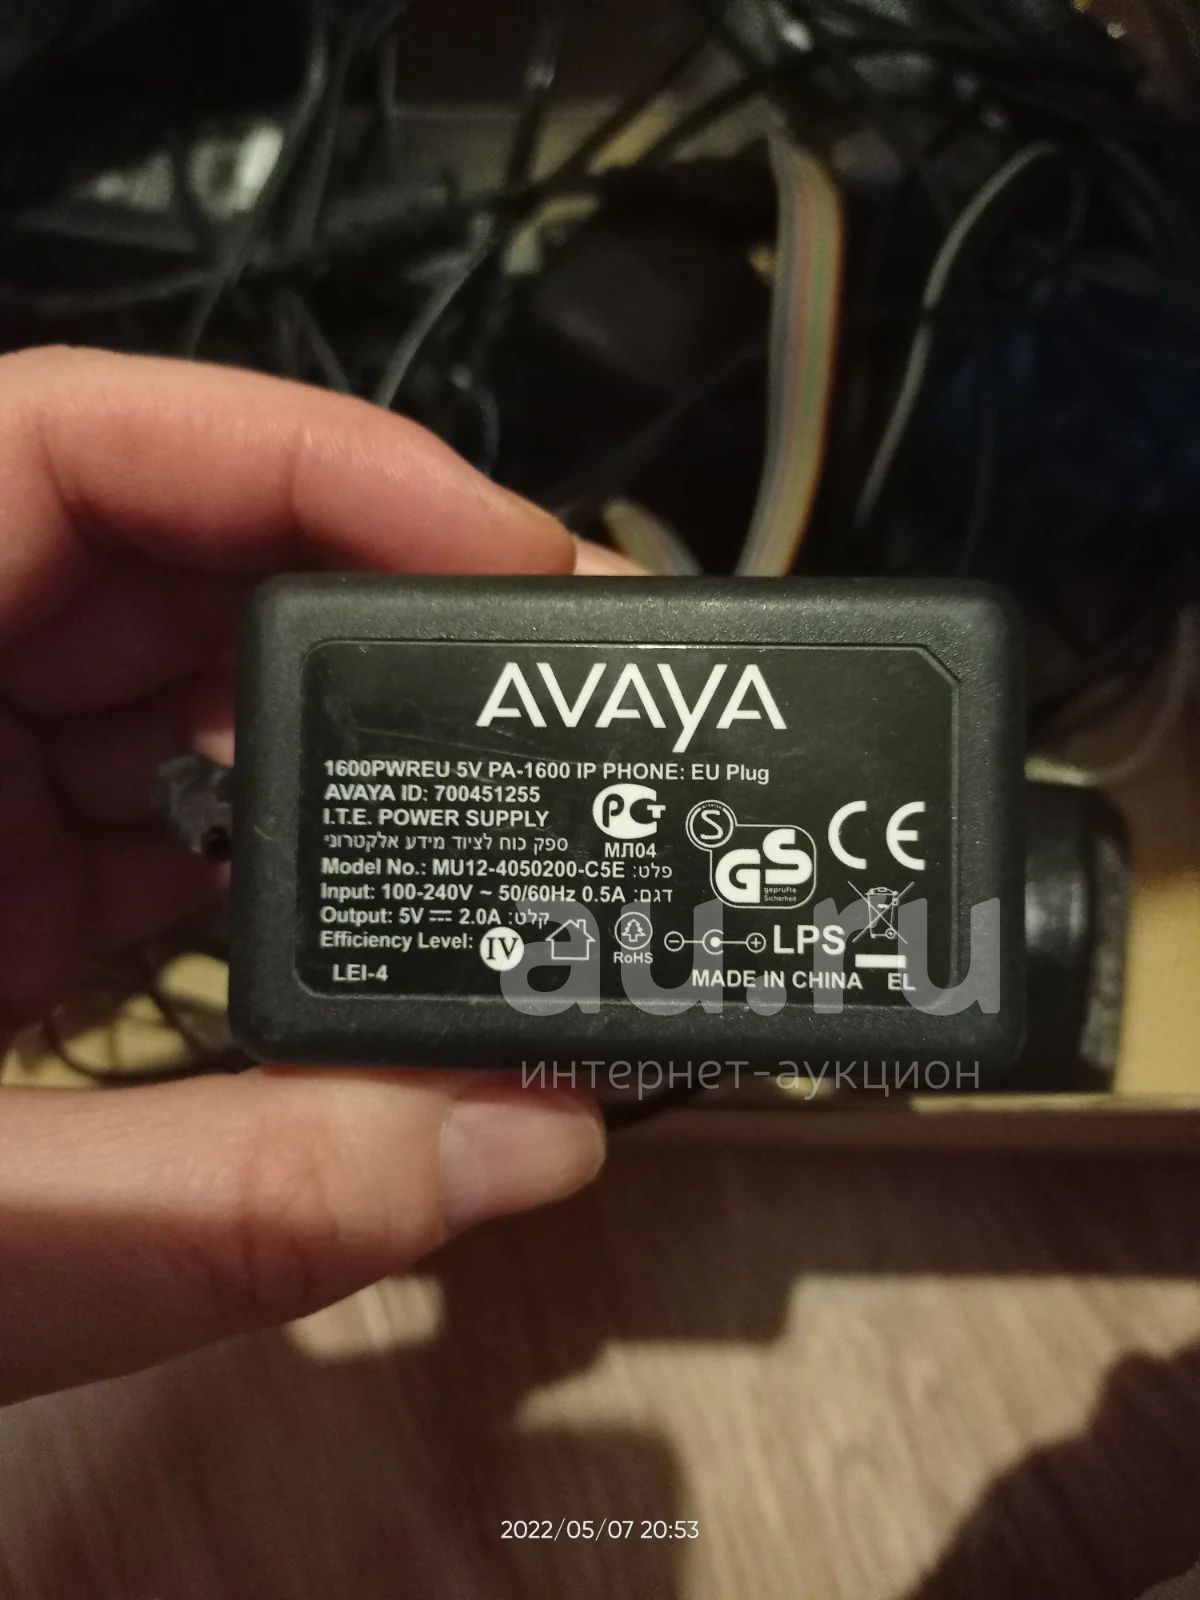 AVAYA
1600PWREU 5V PA-1600 IP PHONE: EU Plug
AVAYA ID: 700451255
I.T.E. POWER SUPPLY
ספק כוח לציוד מידע אלקטרוני
Model No.: MU12-4050200-C5E :פלט
Input: 100-240V ~ 50/60Hz 0.5A :דגם
Output: 5V ⎓ 2.0A :קלט
Efficiency Level: IV
LEI-4
РСТ
МЛ04
S
GS
geprüfte
Sicherheit
CE
RoHS
LPS
MADE IN CHINA EL
au.ru
интернет-аукцион
2022/05/07 20:53